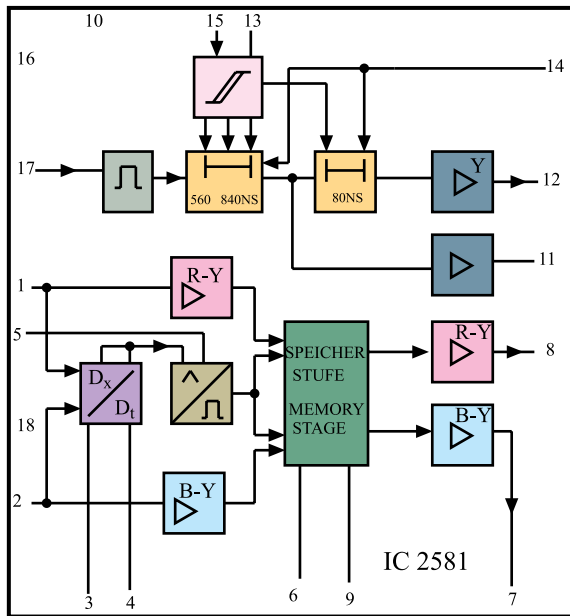 10
15 13
16
14
17
560 840NS
80NS
Y
12
11
1
R-Y
5
R-Y
8
SPEICHER
STUFE
MEMORY
STAGE
Dx
Dt
18
B-Y
2
B-Y
IC 2581
3
4
6
9
7